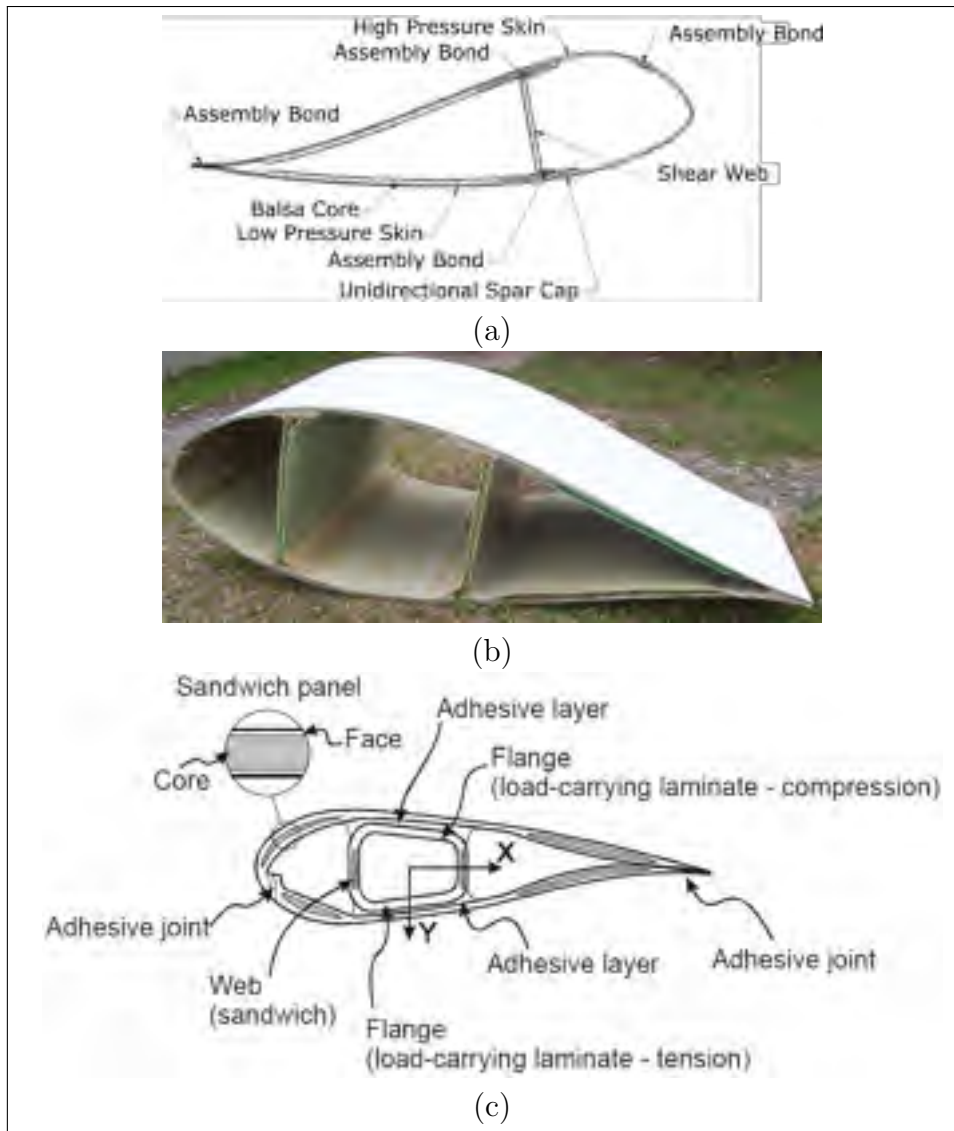 High Pressure Skin
Assembly Bond
Assembly Bond
Assembly Bond
Shear Web
Balsa Core
Low Pressure Skin
Assembly Bond
Unidirectional Spar Cap
(a)
(b)
Sandwich panel
Adhesive layer
Face
Flange
Core
(load-carrying laminate - compression)
X
Adhesive joint
Y
Adhesive layer
Adhesive joint
Web
(sandwich)
Flange
(load-carrying laminate - tension)
(c)